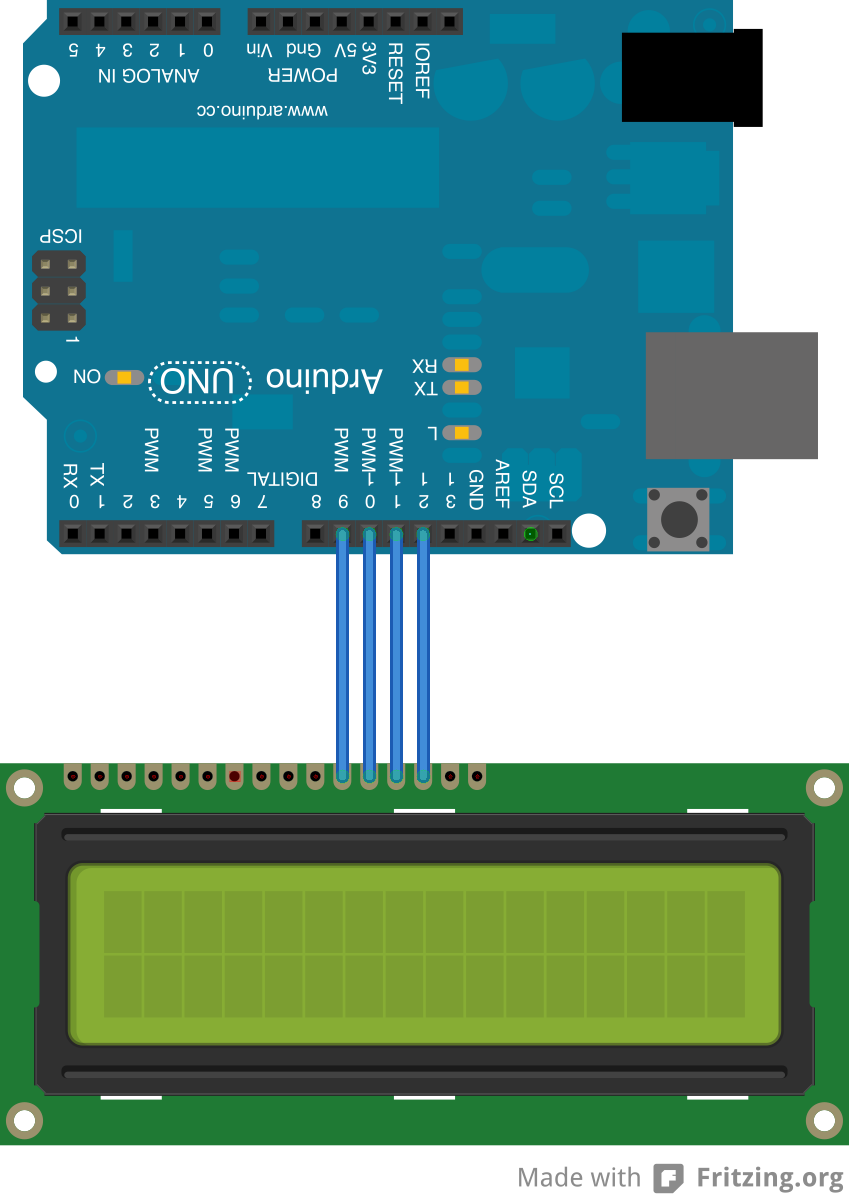 5 4 3 2 1 0 Vin Gnd 5V 3V3 RESET IOREF
ANALOG IN POWER
www.arduino.cc
ICSP
1
ON UNO Arduino RX
TX
L
PWM PWM PWM PWM PWM PWM
RX TX DIGITAL GND AREF SDA SCL
0 1 2 3 4 5 6 7 8 9 10 11 12 13
Made with Fritzing.org